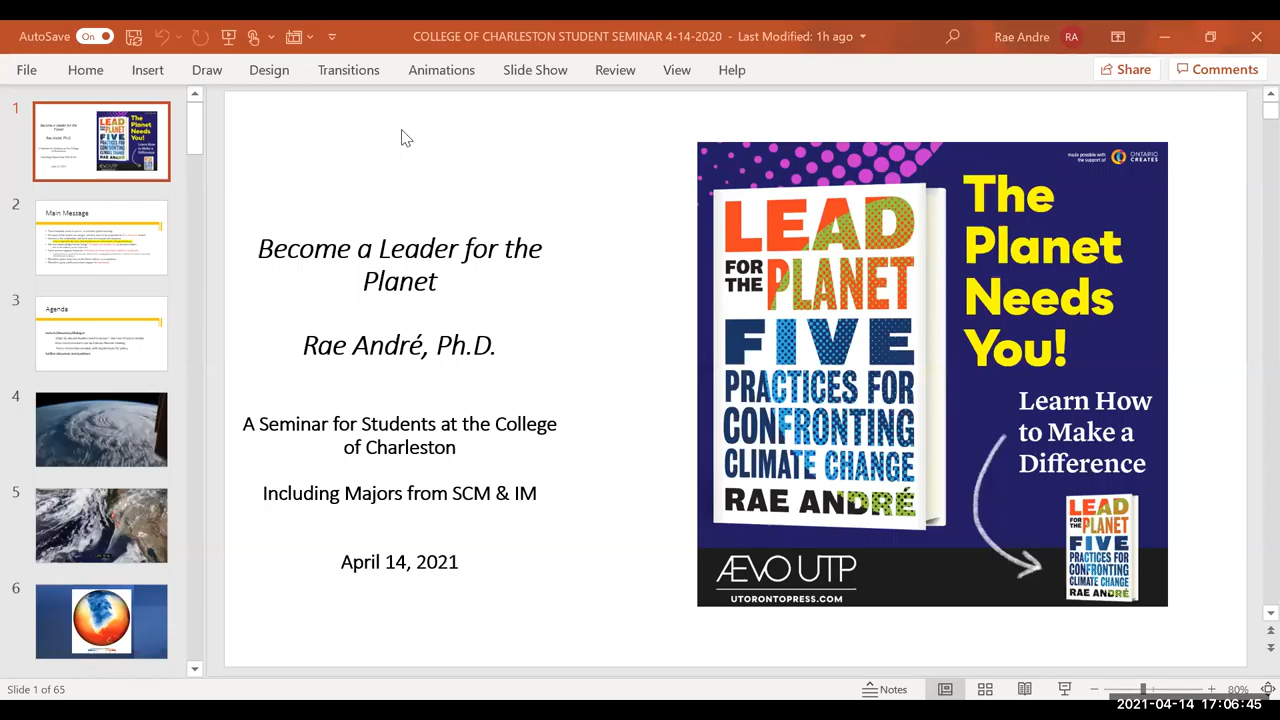 AutoSave
On
COLLEGE OF CHARLESTON STUDENT SEMINAR 4-14-2020 - Last Modified: 1h ago
Rae Andre
RA
File
Home
Insert
Draw
Design
Transitions
Animations
Slide Show
Review
View
Help
Share
Comments
1
2
Main Message
3
Agenda
4
5
6
Become a Leader for the
Planet
Rae André, Ph.D.
A Seminar for Students at the College
of Charleston
Including Majors from SCM & IM
April 14, 2021
made possible with
the support of
ONTARIO
CREATES
LEAD
FOR THE PLANET
FIVE
PRACTICES FOR
CONFRONTING
CLIMATE CHANGE
RAE ANDRÉ
The
Planet
Needs
You!
Learn How
to Make a
Difference
LEAD
FOR THE PLANET
FIVE
PRACTICES FOR
CONFRONTING
CLIMATE CHANGE
RAE ANDRÉ
ÆVO UTP
UTORONTOPRESS.COM
Slide 1 of 65
Notes
80%
2021-04-14 17:06:45